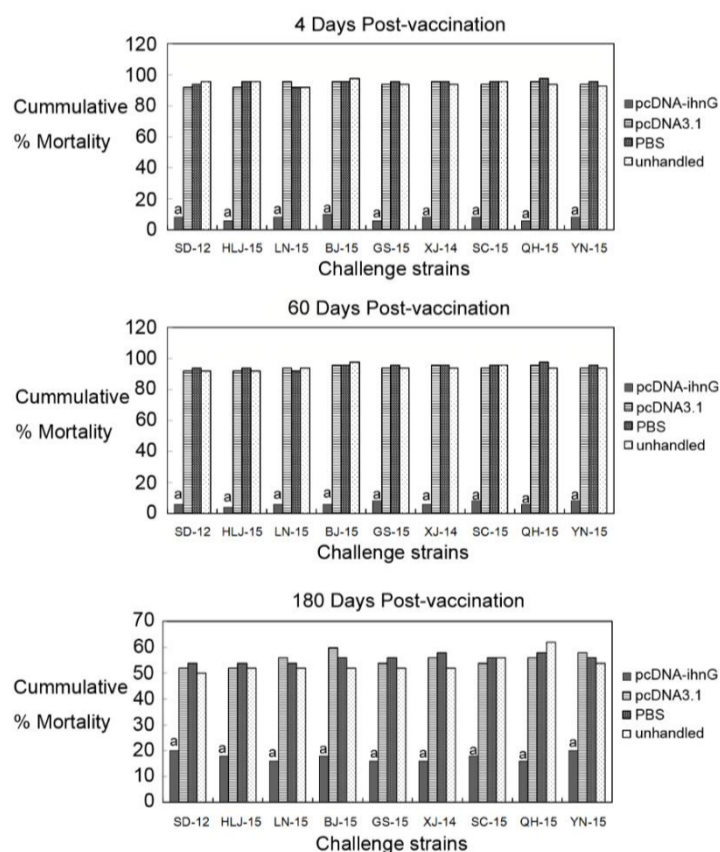 4 Days Post-vaccination
120
100
80
60
40
20
0
Cummulative
% Mortality
a a a a a a a a a
SD-12 HLJ-15 LN-15 BJ-15 GS-15 XJ-14 SC-15 QH-15 YN-15
Challenge strains
pcDNA-ihnG
pcDNA3.1
PBS
unhandled
60 Days Post-vaccination
120
100
80
60
40
20
0
Cummulative
% Mortality
a a a a a a a a a
SD-12 HLJ-15 LN-15 BJ-15 GS-15 XJ-14 SC-15 QH-15 YN-15
Challenge strains
pcDNA-ihnG
pcDNA3.1
PBS
unhandled
180 Days Post-vaccination
70
60
50
40
30
20
10
0
Cummulative
% Mortality
a a a a a a a a a
SD-12 HLJ-15 LN-15 BJ-15 GS-15 XJ-14 SC-15 QH-15 YN-15
Challenge strains
pcDNA-ihnG
pcDNA3.1
PBS
unhandled